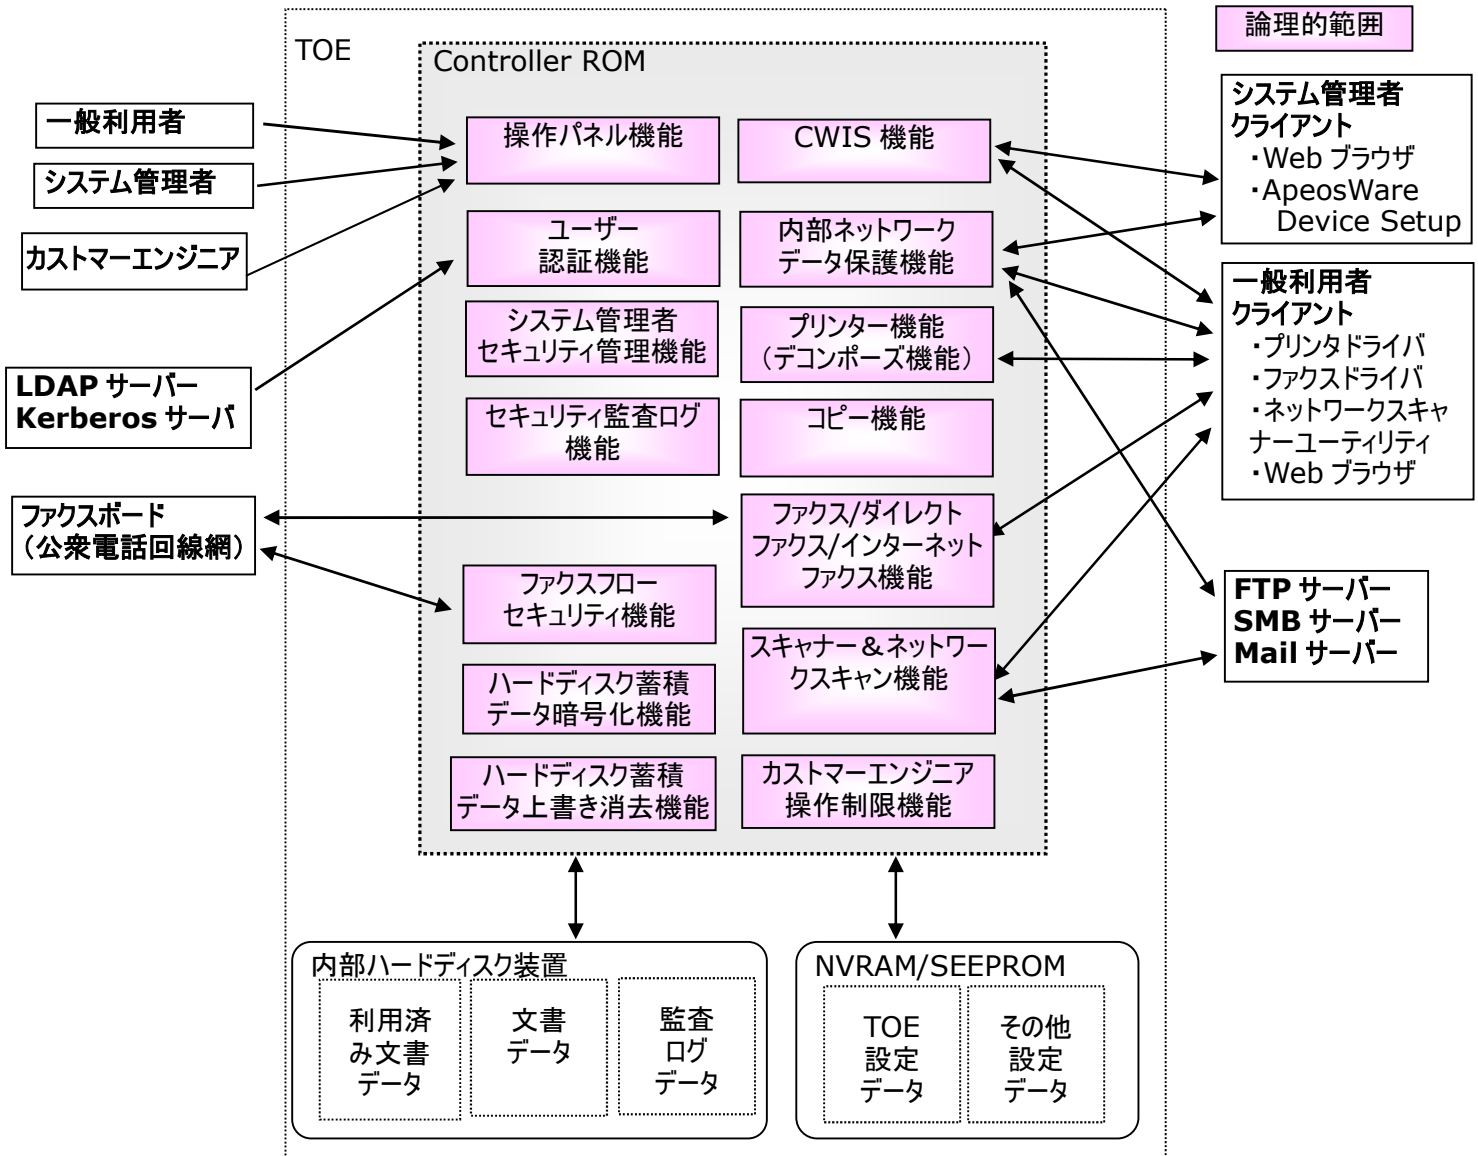 論理的範囲
TOE
Controller ROM
一般利用者
システム管理者
カストマーエンジニア
LDAP サーバー
Kerberos サーバ
ファクスボード
（公衆電話回線網）
操作パネル機能
CWIS 機能
ユーザー
認証機能
内部ネットワーク
データ保護機能
システム管理者
セキュリティ管理機能
プリンター機能
（デコンポーズ機能）
セキュリティ監査ログ
機能
コピー機能
ファクス/ダイレクト
ファクス/インターネット
ファクス機能
ファクスフロー
セキュリティ機能
スキャナー＆ネットワー
クスキャン機能
ハードディスク蓄積
データ暗号化機能
ハードディスク蓄積
データ上書き消去機能
カストマーエンジニア
操作制限機能
システム管理者
クライアント
・Web ブラウザ
・ApeosWare
Device Setup
一般利用者
クライアント
・プリンタドライバ
・ファクスドライバ
・ネットワークスキャ
ナーユーティリティ
・Web ブラウザ
FTP サーバー
SMB サーバー
Mail サーバー
内部ハードディスク装置
利用済
み文書
データ
文書
データ
監査
ログ
データ
NVRAM/SEEPROM
TOE
設定
データ
その他
設定
データ